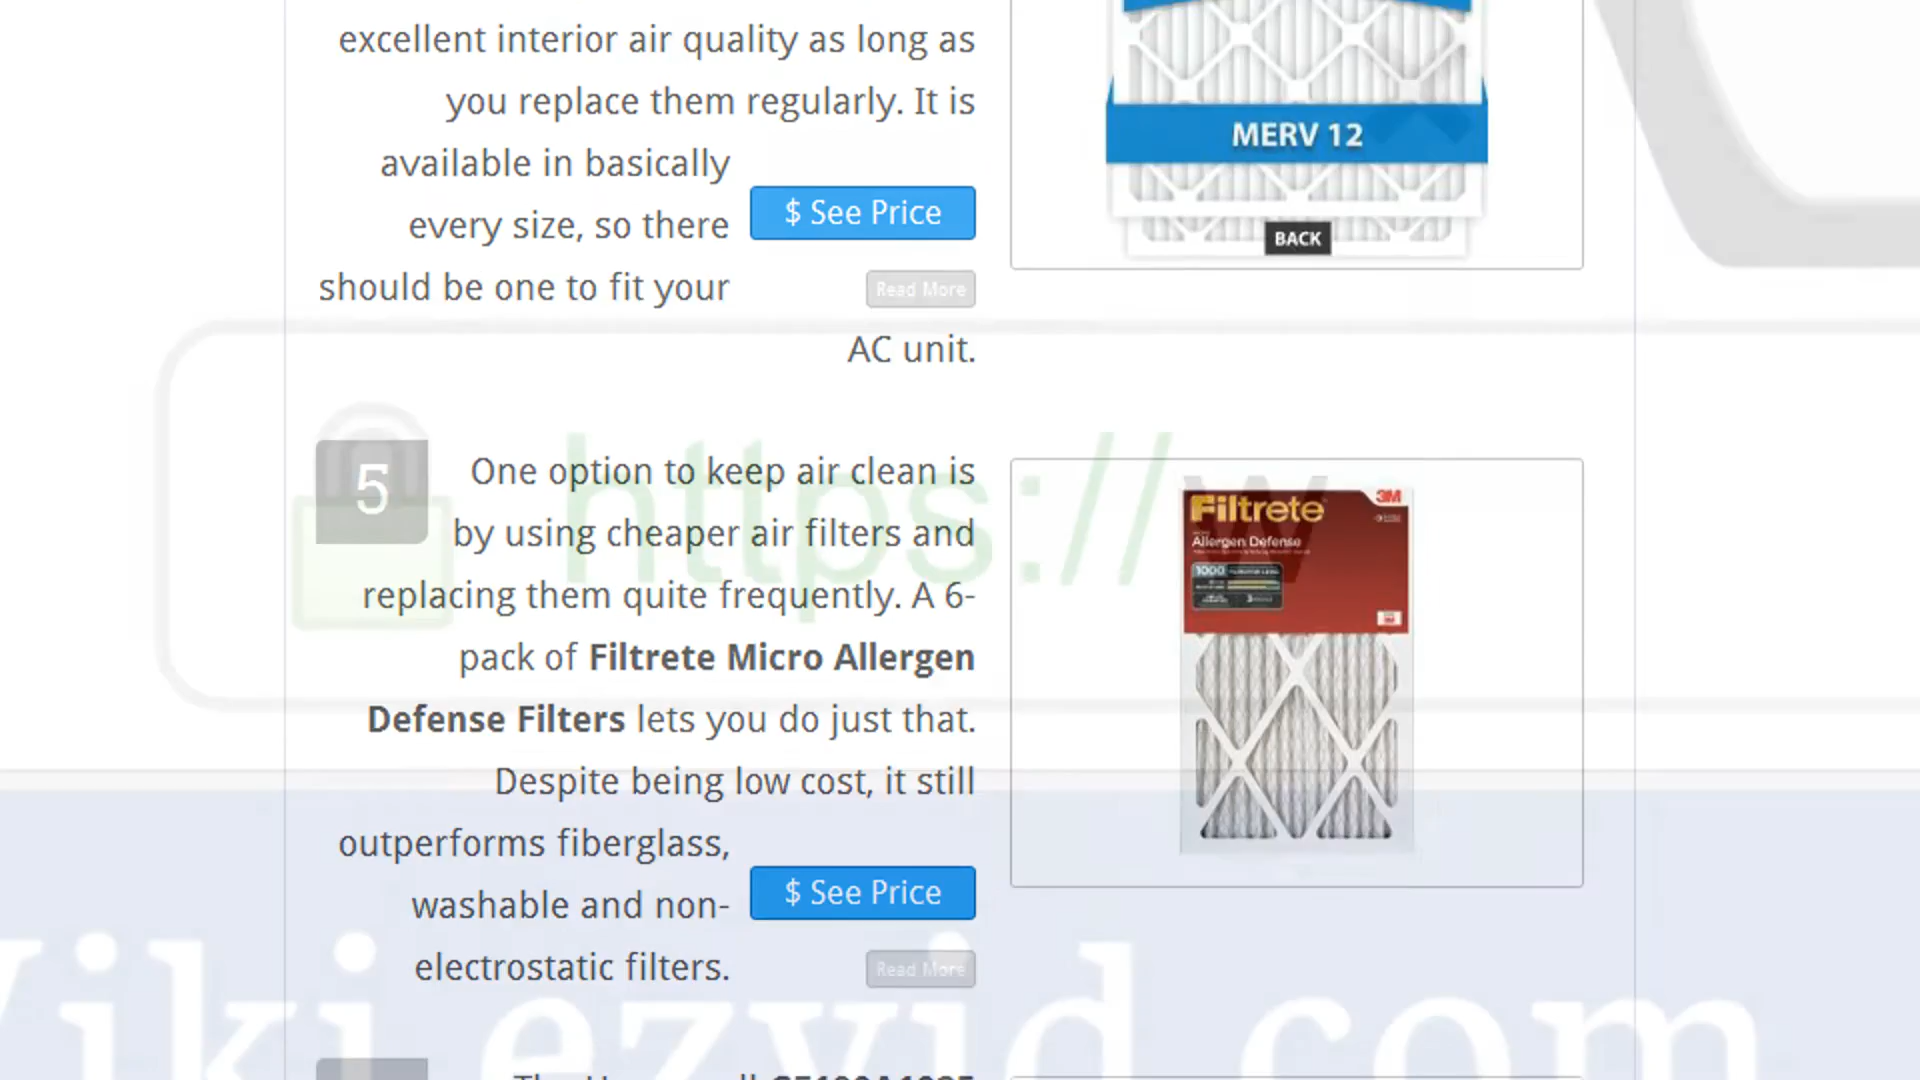 excellent interior air quality as long as
you replace them regularly. It is
available in basically
every size, so there
should be one to fit your
AC unit.
$ See Price
Read More
MERV 12
BACK
5
One option to keep air clean is
by using cheaper air filters and
replacing them quite frequently. A 6-
pack of Filtrete Micro Allergen
Defense Filters lets you do just that.
Despite being low cost, it still
outperforms fiberglass,
washable and non-
electrostatic filters.
$ See Price
Read More
Filtrete
3M
Allergen Defense
1000
https://w
Wiki.ezvid.com